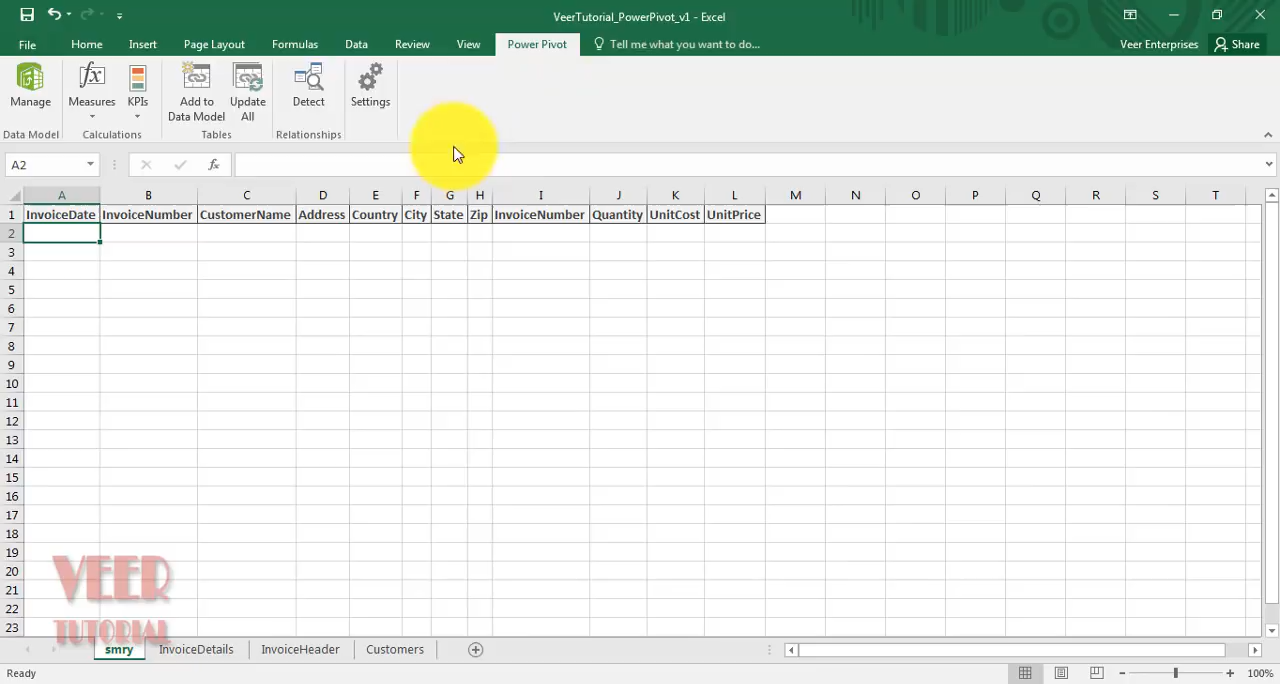 VeerTutorial_PowerPivot_v1 - Excel
File Home Insert Page Layout Formulas Data Review View Power Pivot Tell me what you want to do... Veer Enterprises Share
Manage Measures KPIs Add to Data Model Update All Detect Settings
Data Model Calculations Tables Relationships
A2 fx
A B C D E F G H I J K L M N O P Q R S T
1 InvoiceDate InvoiceNumber CustomerName Address Country City State Zip InvoiceNumber Quantity UnitCost UnitPrice
2
3
4
5
6
7
8
9
10
11
12
13
14
15
16
17
18
19
20
21
22
23
VEER
TUTORIAL
smry InvoiceDetails InvoiceHeader Customers
Ready 100%